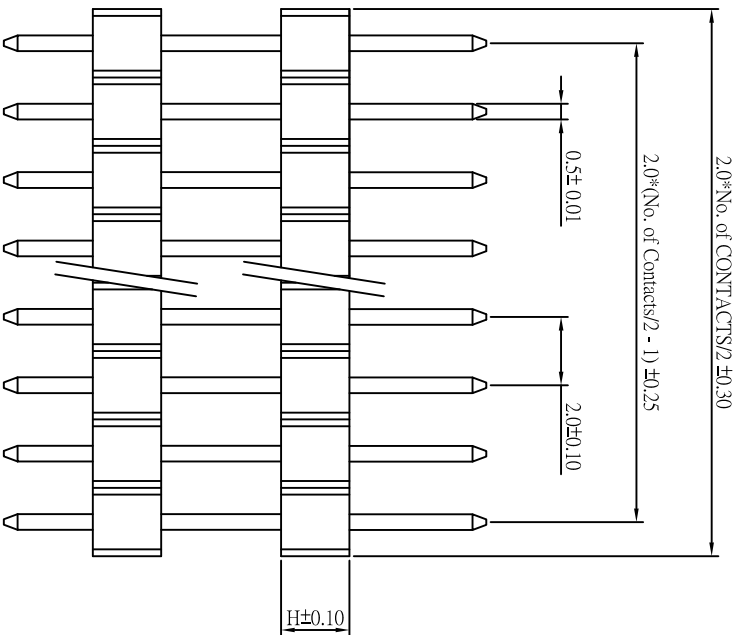 2.0*No. of CONTACTS/2 ±0.30
2.0*(No. of Contacts/2 - 1) ±0.25
0.5± 0.01
2.0±0.10
H±0.10